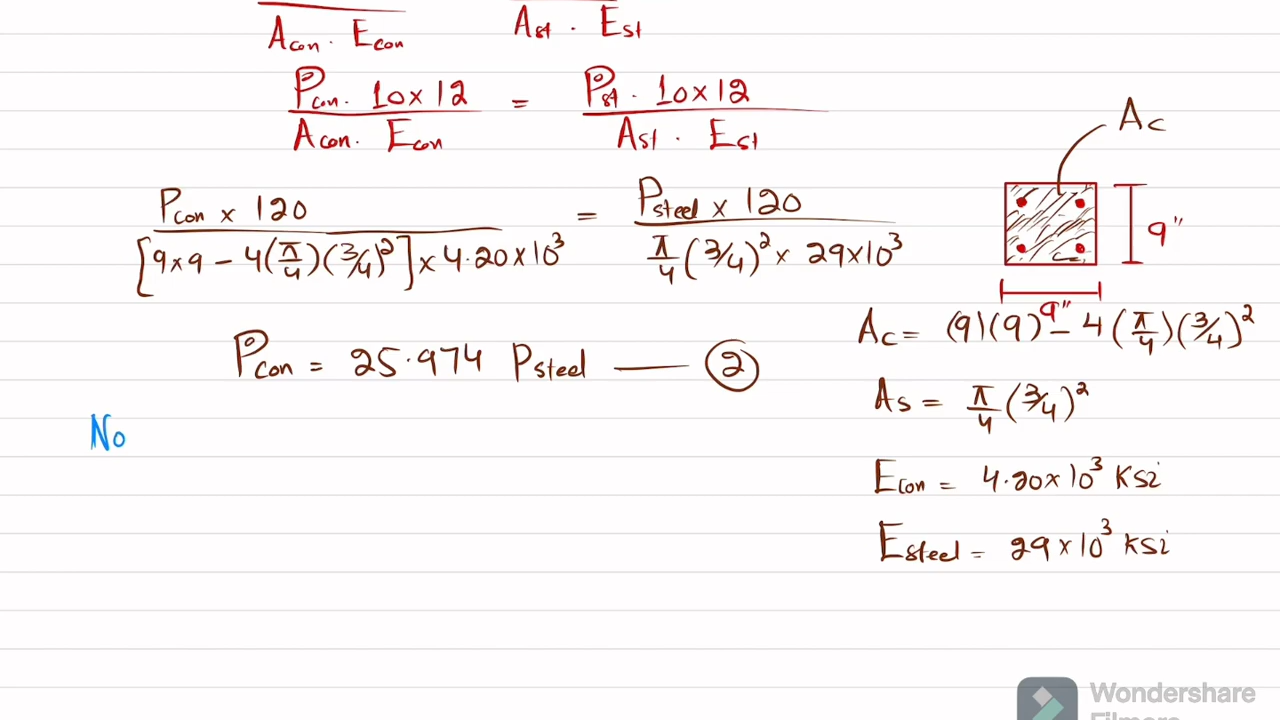 Acon . Econ    Ast . Est
Pcon . 10 x 12 / Acon . Econ = Pst . 10 x 12 / Ast . Est
Ac
Pcon x 120 / [9x9 - 4(π/4)(3/4)²] x 4.20 x 10³ = Psteel x 120 / π/4 (3/4)² x 29 x 10³
9"
9"
Ac = (9)(9) - 4(π/4)(3/4)²
Pcon = 25.974 Psteel —— ②
As = π/4 (3/4)²
No
Econ = 4.20 x 10³ Ksi
Esteel = 29 x 10³ Ksi
Wondershare